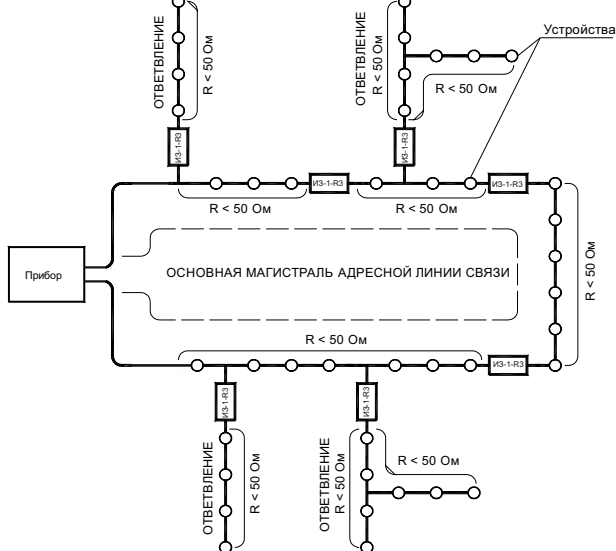 ОТВЕТВЛЕНИЕ
R < 50 Ом
ОТВЕТВЛЕНИЕ
R < 50 Ом
Устройства
R < 50 Ом
ИЗ-1-R3
ИЗ-1-R3
ИЗ-1-R3
ИЗ-1-R3
R < 50 Ом
R < 50 Ом
R < 50 Ом
Прибор
ОСНОВНАЯ МАГИСТРАЛЬ АДРЕСНОЙ ЛИНИИ СВЯЗИ
R < 50 Ом
ИЗ-1-R3
ИЗ-1-R3
ИЗ-1-R3
ОТВЕТВЛЕНИЕ
R < 50 Ом
ОТВЕТВЛЕНИЕ
R < 50 Ом
R < 50 Ом